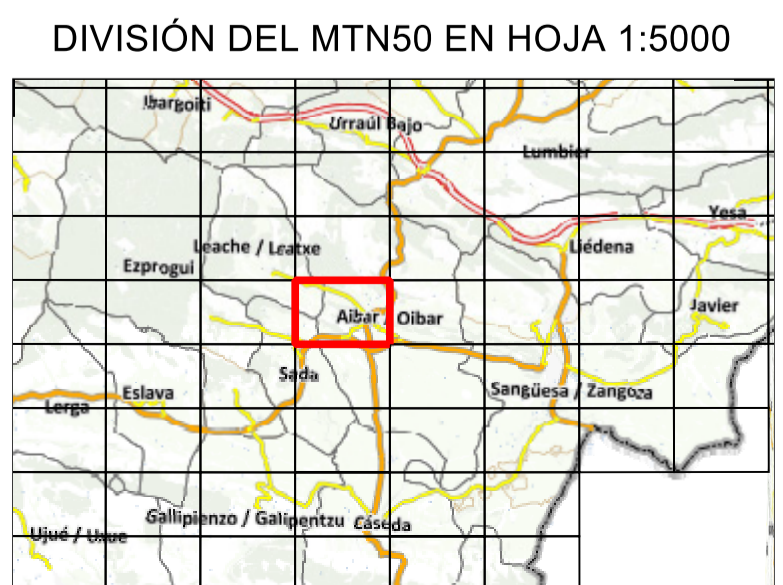 DIVISIÓN DEL MTN50 EN HOJA 1:5000
Ibargoiti
Urraúl Bajo
Lumbier
Yesa
Leache / Leatxe
Liédena
Ezprogui
Javier
Aibar / Oibar
Sada
Sangüesa / Zangoza
Eslava
Lerga
Gallipienzo / Galipentzu
Cáseda
Ujué / Uxue